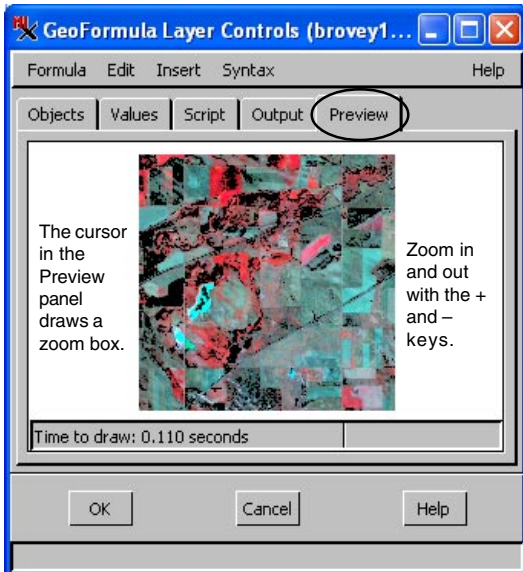 GeoFormula Layer Controls (brovey1...
Formula Edit Insert Syntax Help
Objects Values Script Output Preview
The cursor
in the
Preview
panel
draws a
zoom box.
Zoom in
and out
with the +
and –
keys.
Time to draw: 0.110 seconds
OK Cancel Help